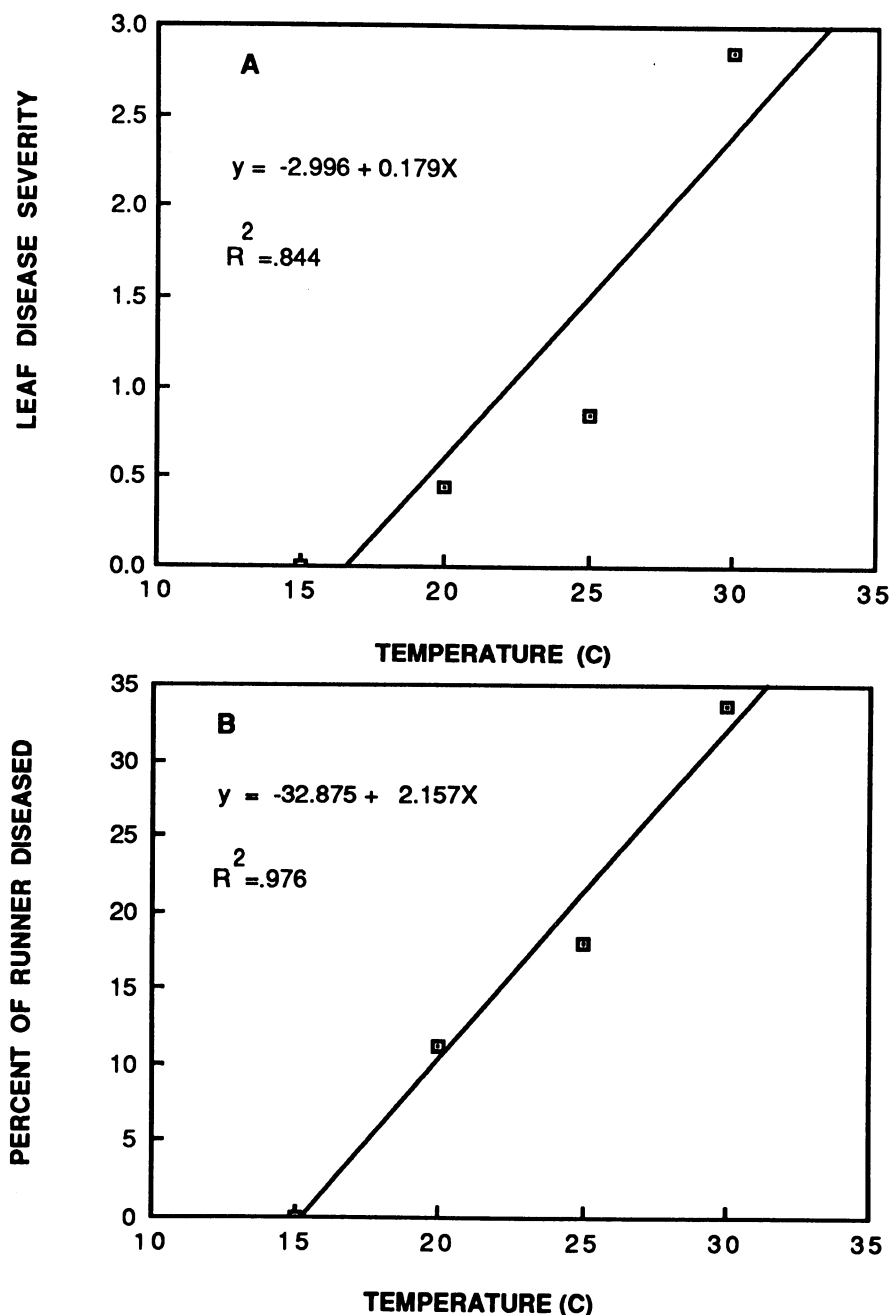 3.0
A
2.5
y = -2.996 + 0.179X
2.0
R2 =.844
1.5
1.0
0.5
0.0
10 15 20 25 30 35
LEAF DISEASE SEVERITY
TEMPERATURE (C)
35
B
30
y = -32.875 + 2.157X
25
R2 =.976
20
15
10
5
0
10 15 20 25 30 35
PERCENT OF RUNNER DISEASED
TEMPERATURE (C)